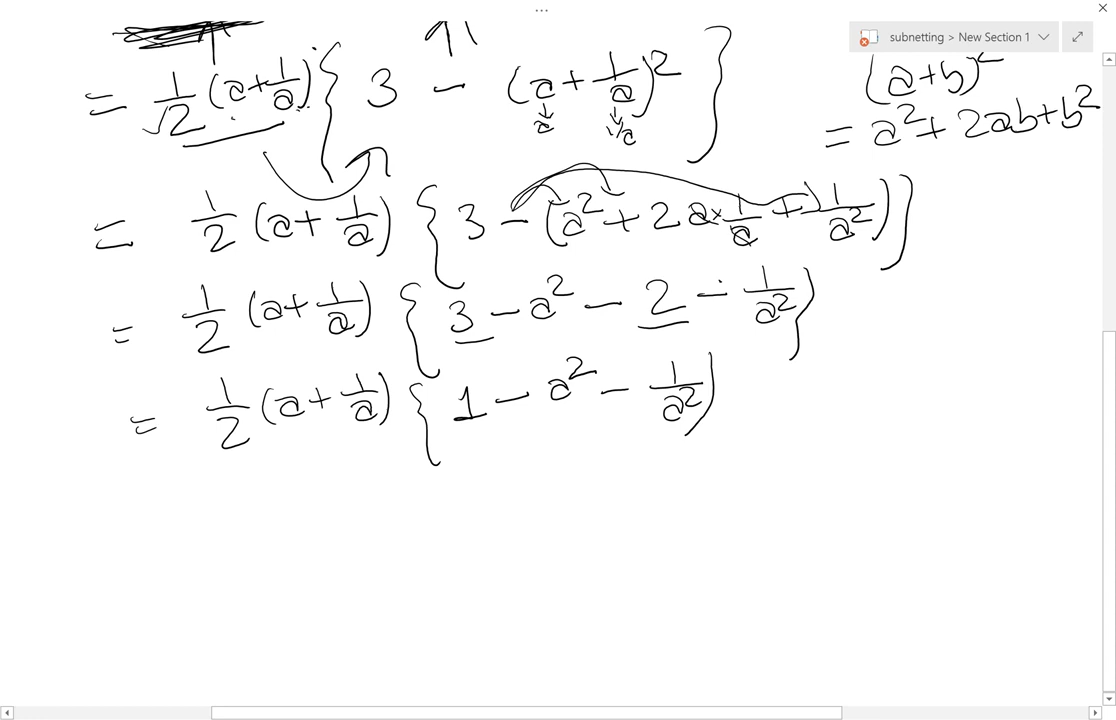 subnetting > New Section 1
= 1/2 (a + 1/a) { 3 - (a + 1/a)² }
a 1/a
(a+b)²
= a² + 2ab + b²
= 1/2 (a + 1/a) { 3 - (a² + 2 a × 1/a + 1/a²) }
= 1/2 (a + 1/a) { 3 - a² - 2 - 1/a² }
= 1/2 (a + 1/a) { 1 - a² - 1/a² )